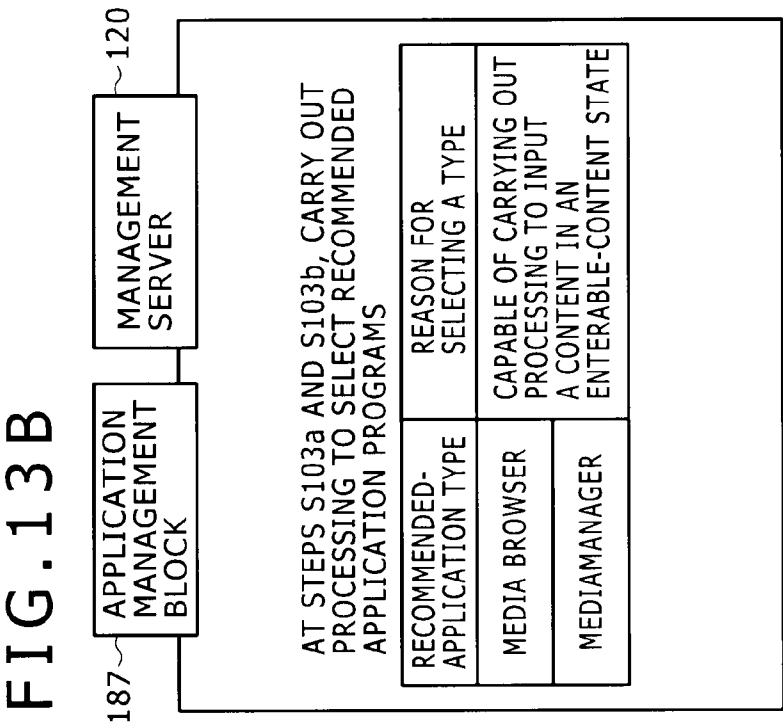 FIG.13B
187
APPLICATION
MANAGEMENT
BLOCK
MANAGEMENT
SERVER
120
AT STEPS S103a AND S103b, CARRY OUT
PROCESSING TO SELECT RECOMMENDED
APPLICATION PROGRAMS
RECOMMENDED-
APPLICATION TYPE
REASON FOR
SELECTING A TYPE
MEDIA BROWSER
MEDIAMANAGER
CAPABLE OF CARRYING OUT
PROCESSING TO INPUT
A CONTENT IN AN
ENTERABLE-CONTENT STATE